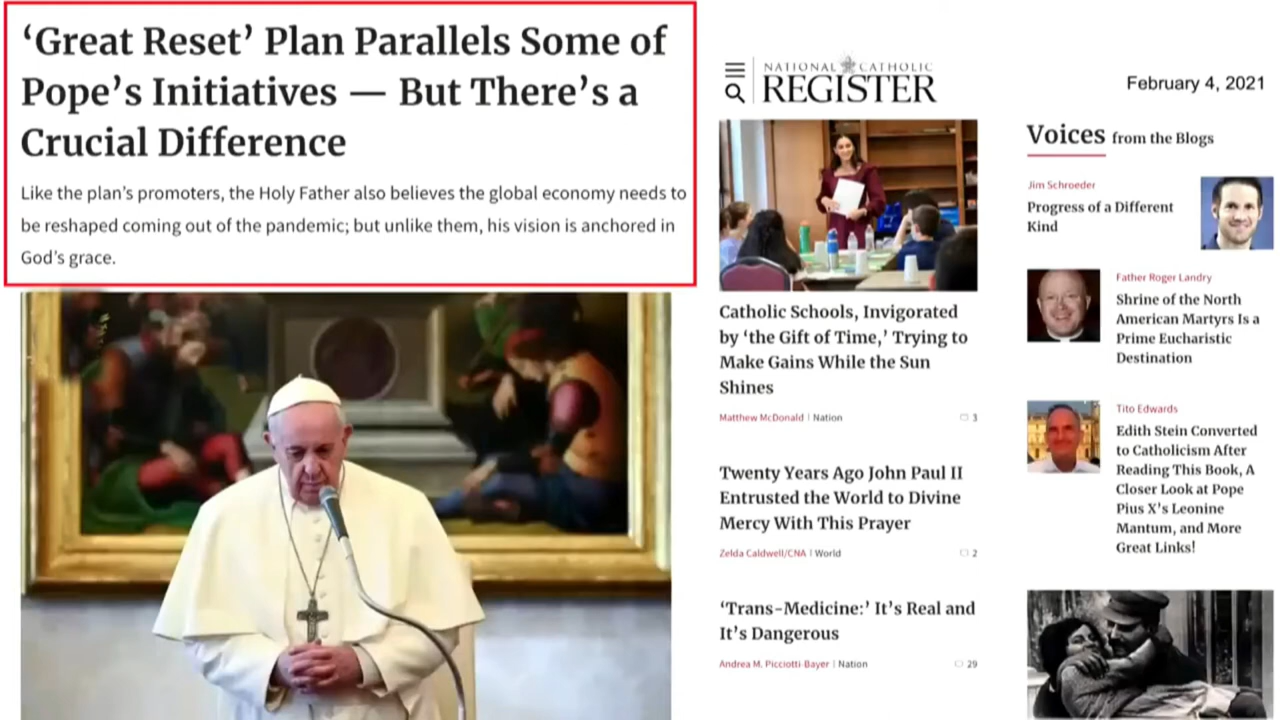 ‘Great Reset’ Plan Parallels Some of
Pope’s Initiatives — But There’s a
Crucial Difference
Like the plan’s promoters, the Holy Father also believes the global economy needs to
be reshaped coming out of the pandemic; but unlike them, his vision is anchored in
God’s grace.
NATIONAL CATHOLIC
REGISTER
February 4, 2021
Catholic Schools, Invigorated
by ‘the Gift of Time,’ Trying to
Make Gains While the Sun
Shines
Matthew McDonald | Nation 3
Twenty Years Ago John Paul II
Entrusted the World to Divine
Mercy With This Prayer
Zelda Caldwell/CNA | World 2
‘Trans-Medicine:’ It’s Real and
It’s Dangerous
Andrea M. Picciotti-Bayer | Nation 29
Voices from the Blogs
Jim Schroeder
Progress of a Different
Kind
Father Roger Landry
Shrine of the North
American Martyrs Is a
Prime Eucharistic
Destination
Tito Edwards
Edith Stein Converted
to Catholicism After
Reading This Book, A
Closer Look at Pope
Pius X’s Leonine
Mantum, and More
Great Links!